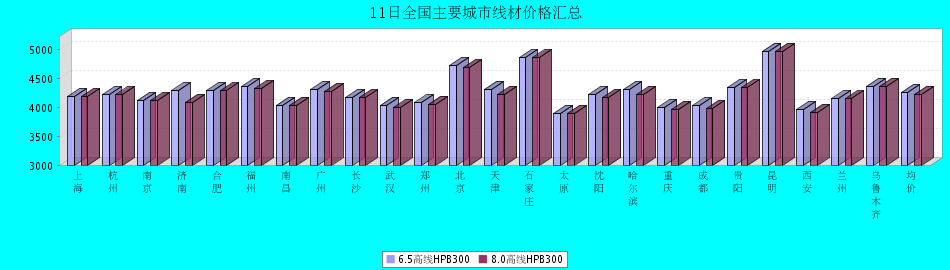 11日全国主要城市线材价格汇总
5000
4500
4000
3500
3000
上海
杭州
南京
济南
合肥
福州
南昌
广州
长沙
武汉
郑州
北京
天津
石家庄
太原
沈阳
哈尔滨
重庆
成都
贵阳
昆明
西安
兰州
乌鲁木齐
均价
6.5高线HPB300 8.0高线HPB300